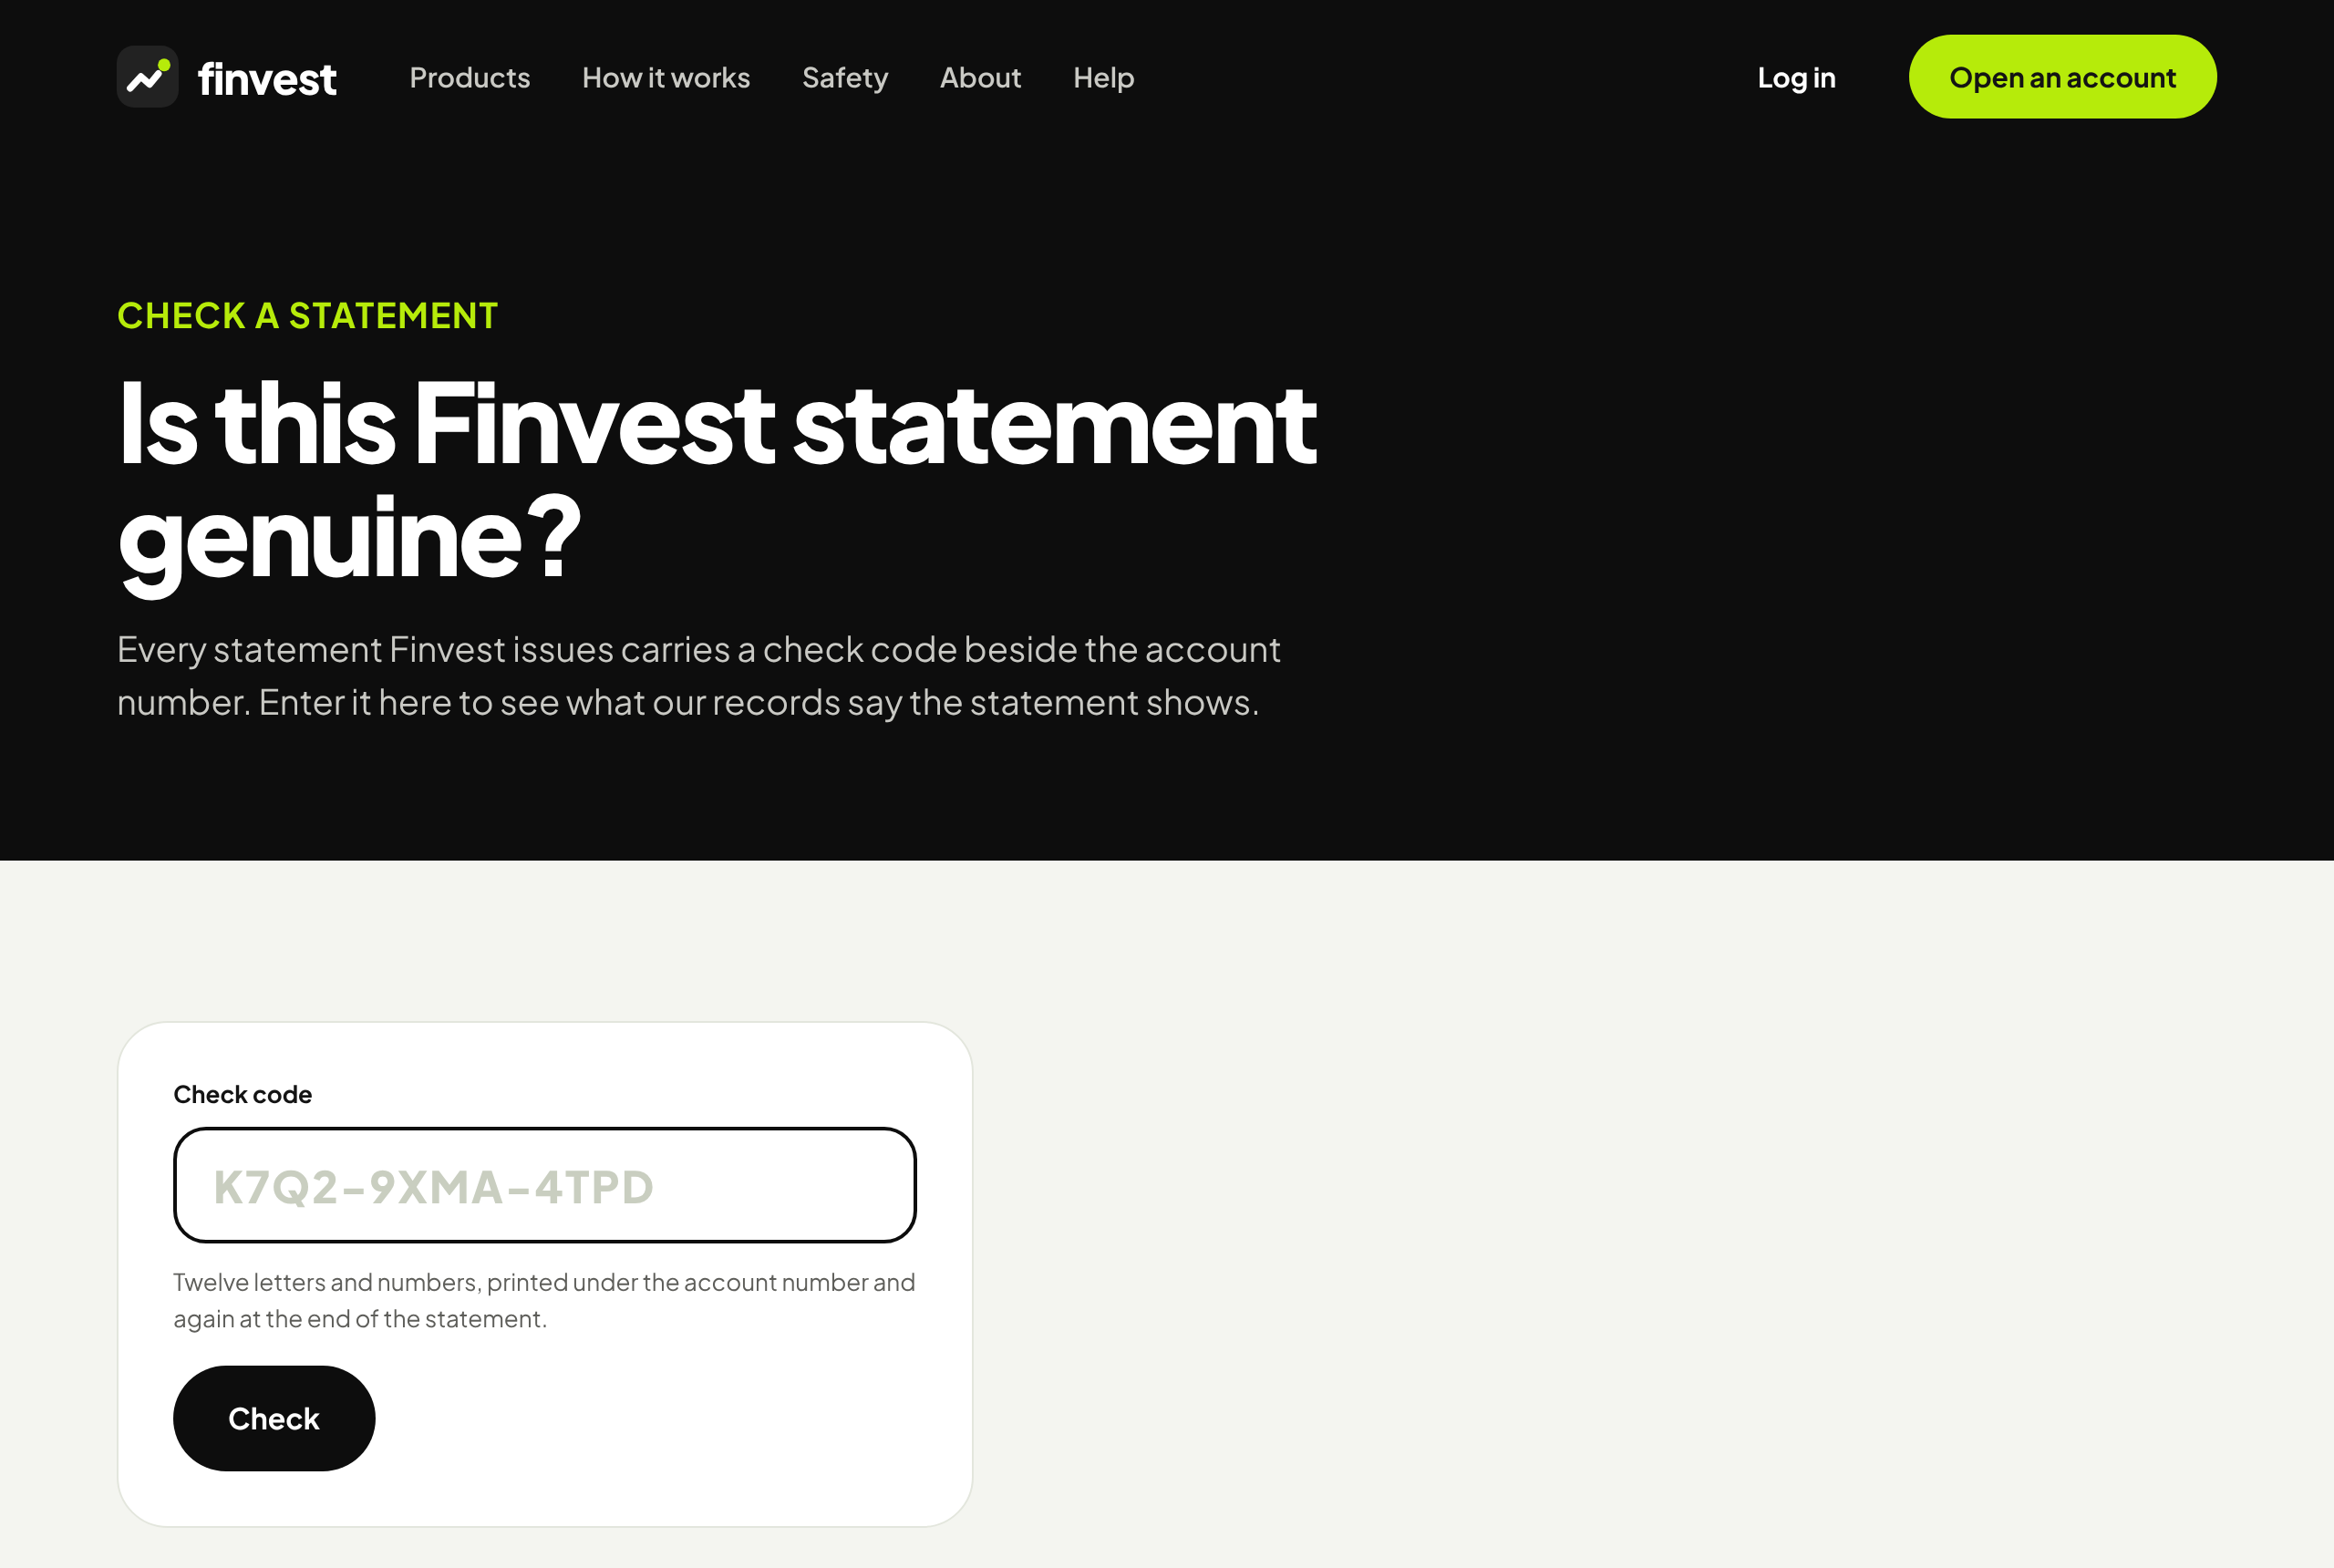 finvest
Products
How it works
Safety
About
Help
Log in
Open an account
CHECK A STATEMENT
Is this Finvest statement
genuine?
Every statement Finvest issues carries a check code beside the account
number. Enter it here to see what our records say the statement shows.
Check code
K7Q2-9XMA-4TPD
Twelve letters and numbers, printed under the account number and
again at the end of the statement.
Check